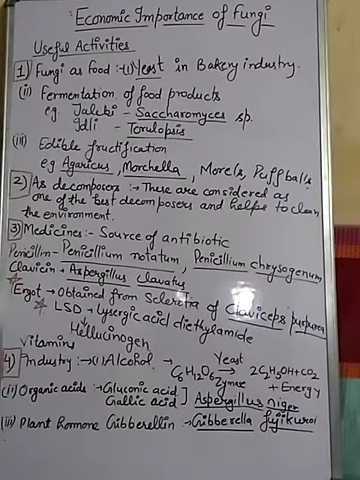 Economic Importance of Fungi
Useful Activities
1) Fungi as food :- (i) Yeast in Bakery industry.
(ii) Fermentation of food products
eg Jalebi - Saccharomyces sp.
Idli - Torulopsis
(iii) Edible fructification
e.g Agaricus, Morchella, Morels, Puffballs
2) As decomposers :→ These are considered as
one of the best decomposers and helps to clean
the environment.
3) Medicines:- Source of antibiotic
Penicillin- Penicillium notatum, Penicillium chrysogenum
Clavicin → Aspergillus clavatus
* Ergot → Obtained from Sclerotia of Claviceps purpurea
* LSD → Lysergic acid diethylamide
Hellucinogen
Vitamins
4) Industry :→ (i) Alcohol → C6H12O6 Yeast→Zymase 2C2H5OH + CO2
+ Energy
(ii) Organic acids :→ Gluconic acid
Gallic acid ] Aspergillus niger
(iii) Plant Hormone Gibberellin → Gibberella fujikuroi